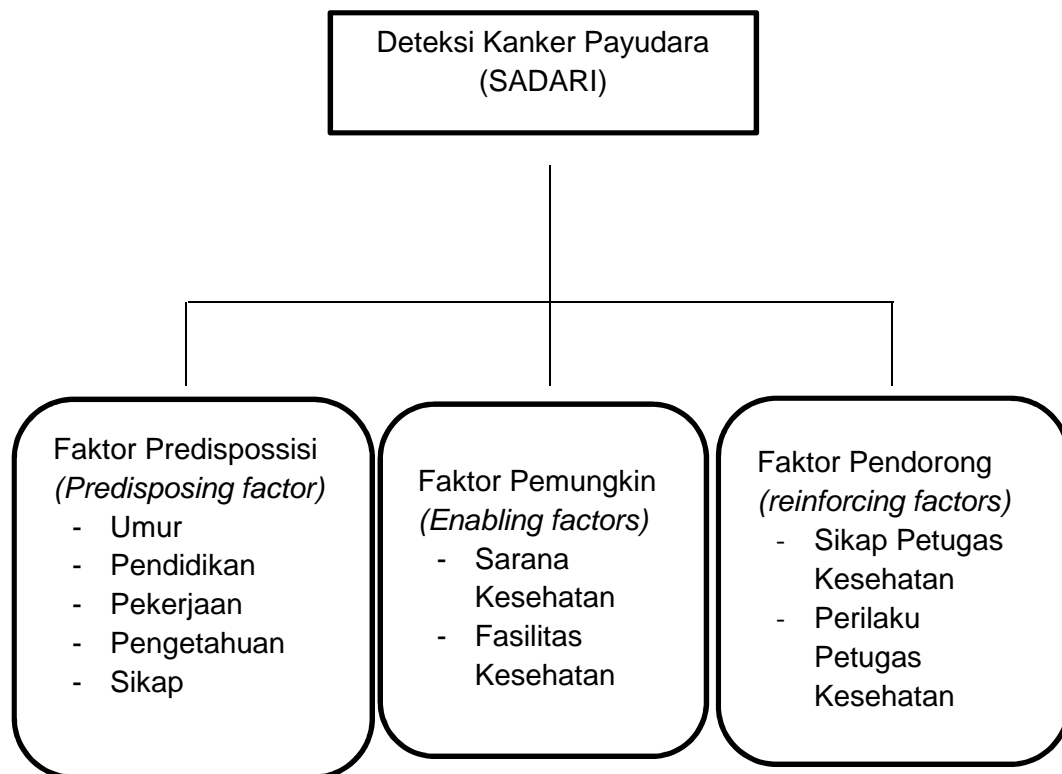 Deteksi Kanker Payudara
(SADARI)
Faktor Predispossisi
(Predisposing factor)
- Umur
- Pendidikan
- Pekerjaan
- Pengetahuan
- Sikap
Faktor Pemungkin
(Enabling factors)
- Sarana
Kesehatan
- Fasilitas
Kesehatan
Faktor Pendorong
(reinforcing factors)
- Sikap Petugas
Kesehatan
- Perilaku
Petugas
Kesehatan